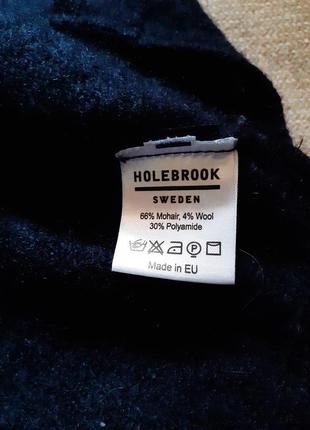 HOLEBROOK
SWEDEN
66% Mohair, 4% Wool
30% Polyamide
P
Made in EU